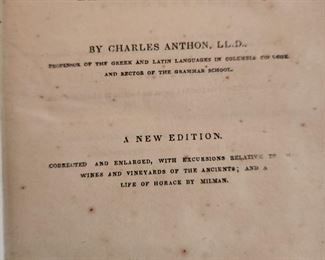 BY CHARLES ANTHON, LL.D.,
PROFESSOR OF THE GREEK AND LATIN LANGUAGES IN COLUMBIA
AND RECTOR OF THE GRAMMAR SCHOOL.
A NEW EDITION.
CORRECTED AND ENLARGED, WITH EXCURSIONS RELATIVE
WINES AND VINEYARDS OF THE ANCIENTS; AND A
LIFE OF HORACE BY MILMAN.